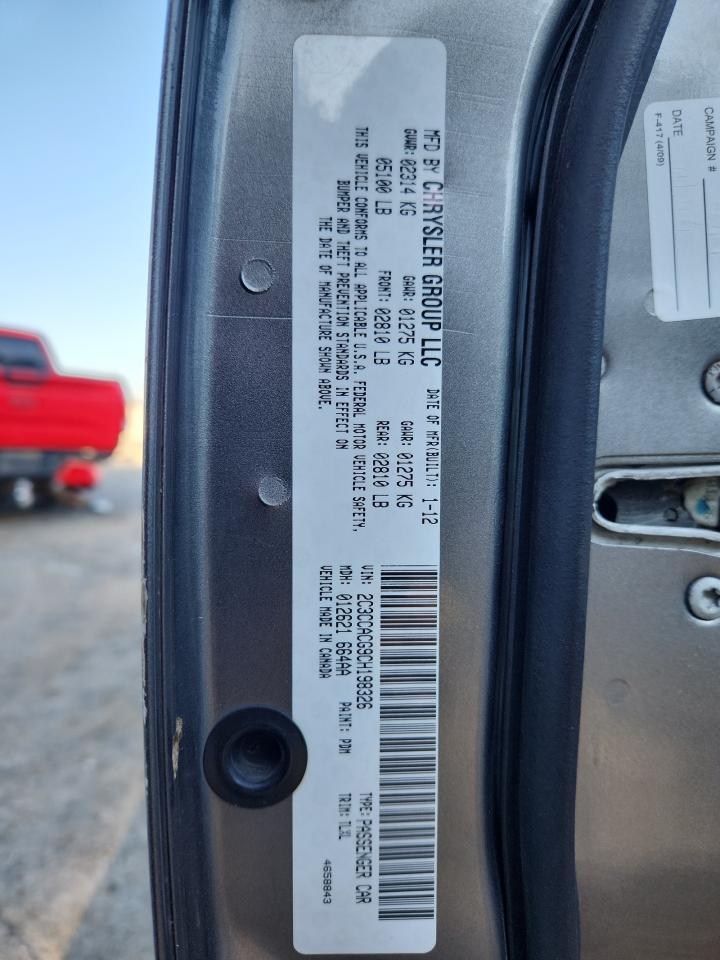 MFD BY CHRYSLER GROUP LLC DATE OF MFR(BUILT): 1-12
GVWR: 02314 KG GAWR: 01275 KG GAWR: 01275 KG
05100 LB FRONT: 02810 LB REAR: 02810 LB
THIS VEHICLE CONFORMS TO ALL APPLICABLE U.S.A. FEDERAL MOTOR VEHICLE SAFETY,
BUMPER AND THEFT PREVENTION STANDARDS IN EFFECT ON
THE DATE OF MANUFACTURE SHOWN ABOVE.
VIN: 2C3CCACG9CH198326 TYPE: PASSENGER CAR
MDH: 012621 664AA PAINT: PDM TRIM: TLXL
VEHICLE MADE IN CANADA 4658843
CAMPAIGN #
DATE
F-417 (4/09)